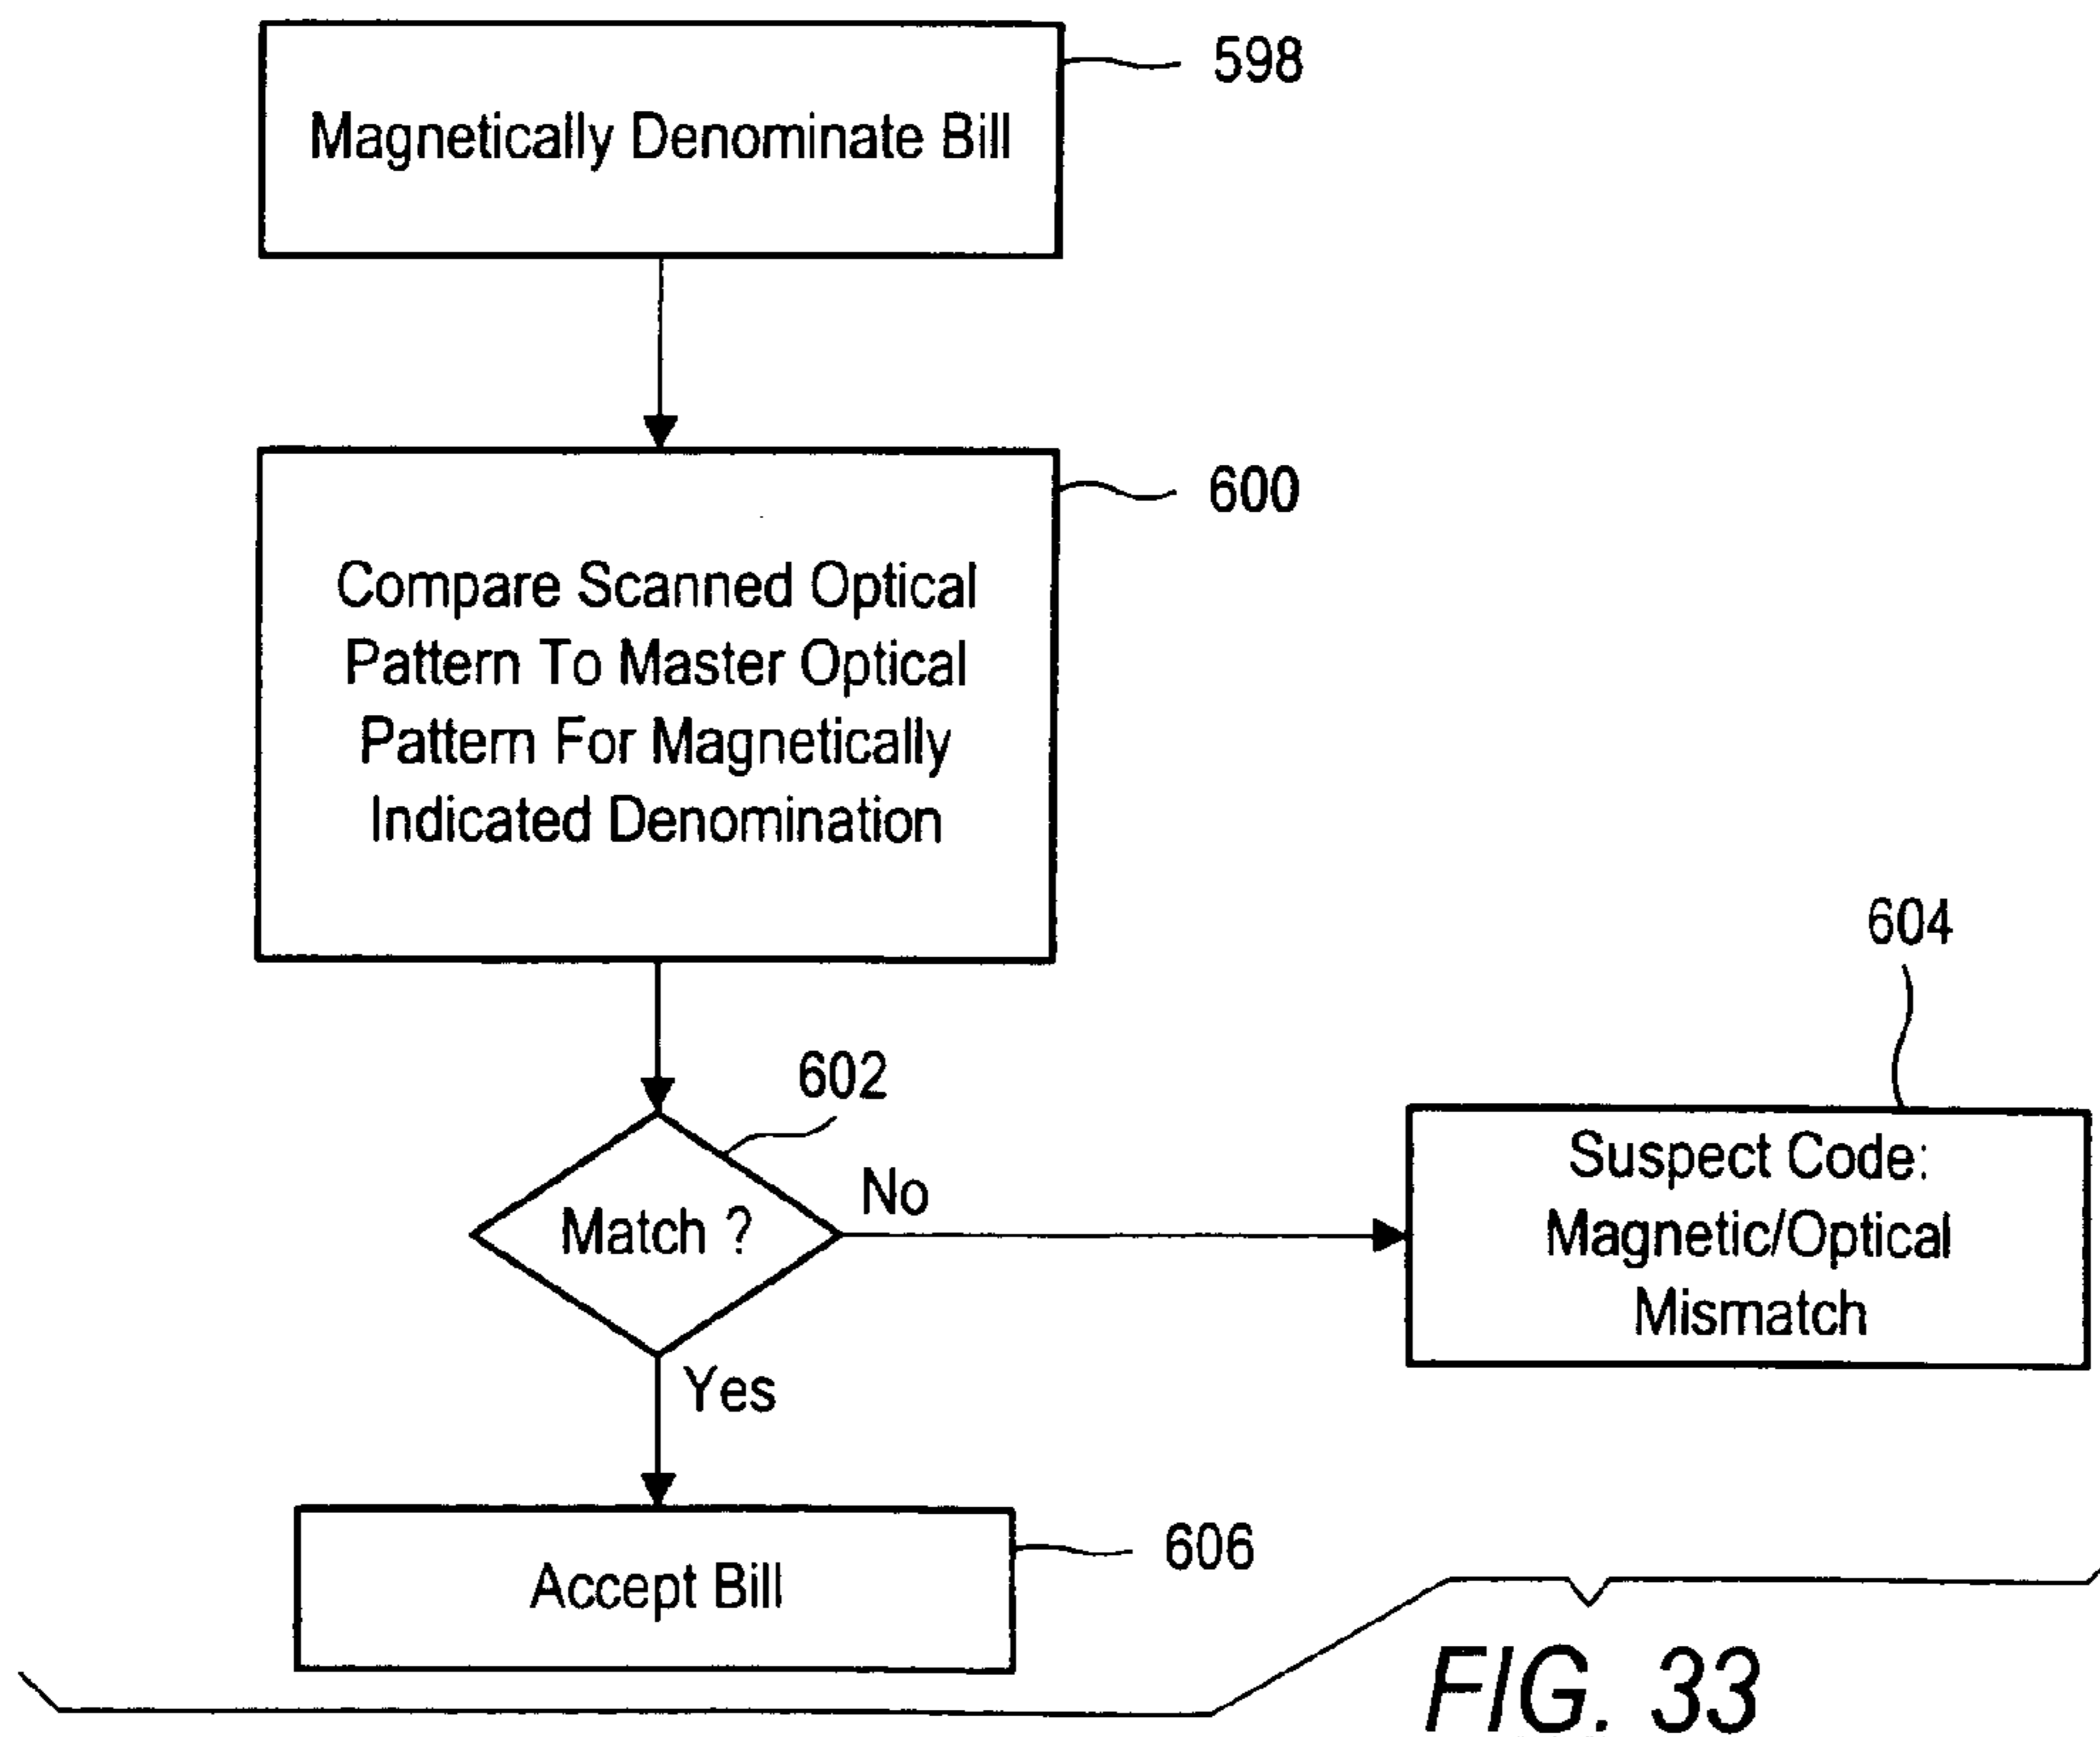 598
Magnetically Denominate Bill
600
Compare Scanned Optical
Pattern To Master Optical
Pattern For Magnetically
Indicated Denomination
604
602
Suspect Code:
Magnetic/Optical
Mismatch
No
Match ?
Yes
606
Accept Bill
FIG. 33